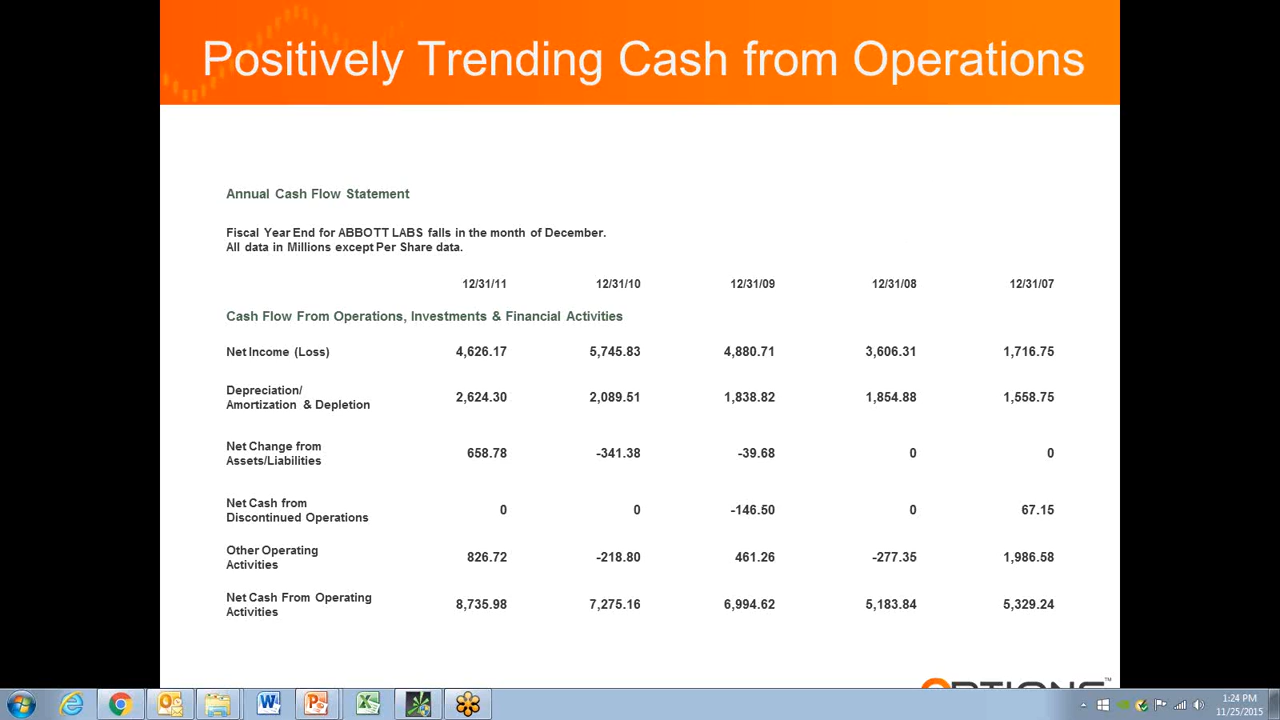 Positively Trending Cash from Operations
Annual Cash Flow Statement
Fiscal Year End for ABBOTT LABS falls in the month of December.
All data in Millions except Per Share data.
12/31/11 12/31/10 12/31/09 12/31/08 12/31/07
Cash Flow From Operations, Investments & Financial Activities
Net Income (Loss) 4,626.17 5,745.83 4,880.71 3,606.31 1,716.75
Depreciation/
Amortization & Depletion 2,624.30 2,089.51 1,838.82 1,854.88 1,558.75
Net Change from
Assets/Liabilities 658.78 -341.38 -39.68 0 0
Net Cash from
Discontinued Operations 0 0 -146.50 0 67.15
Other Operating
Activities 826.72 -218.80 461.26 -277.35 1,986.58
Net Cash From Operating
Activities 8,735.98 7,275.16 6,994.62 5,183.84 5,329.24
OPTIONS™
1:24 PM
11/25/2015